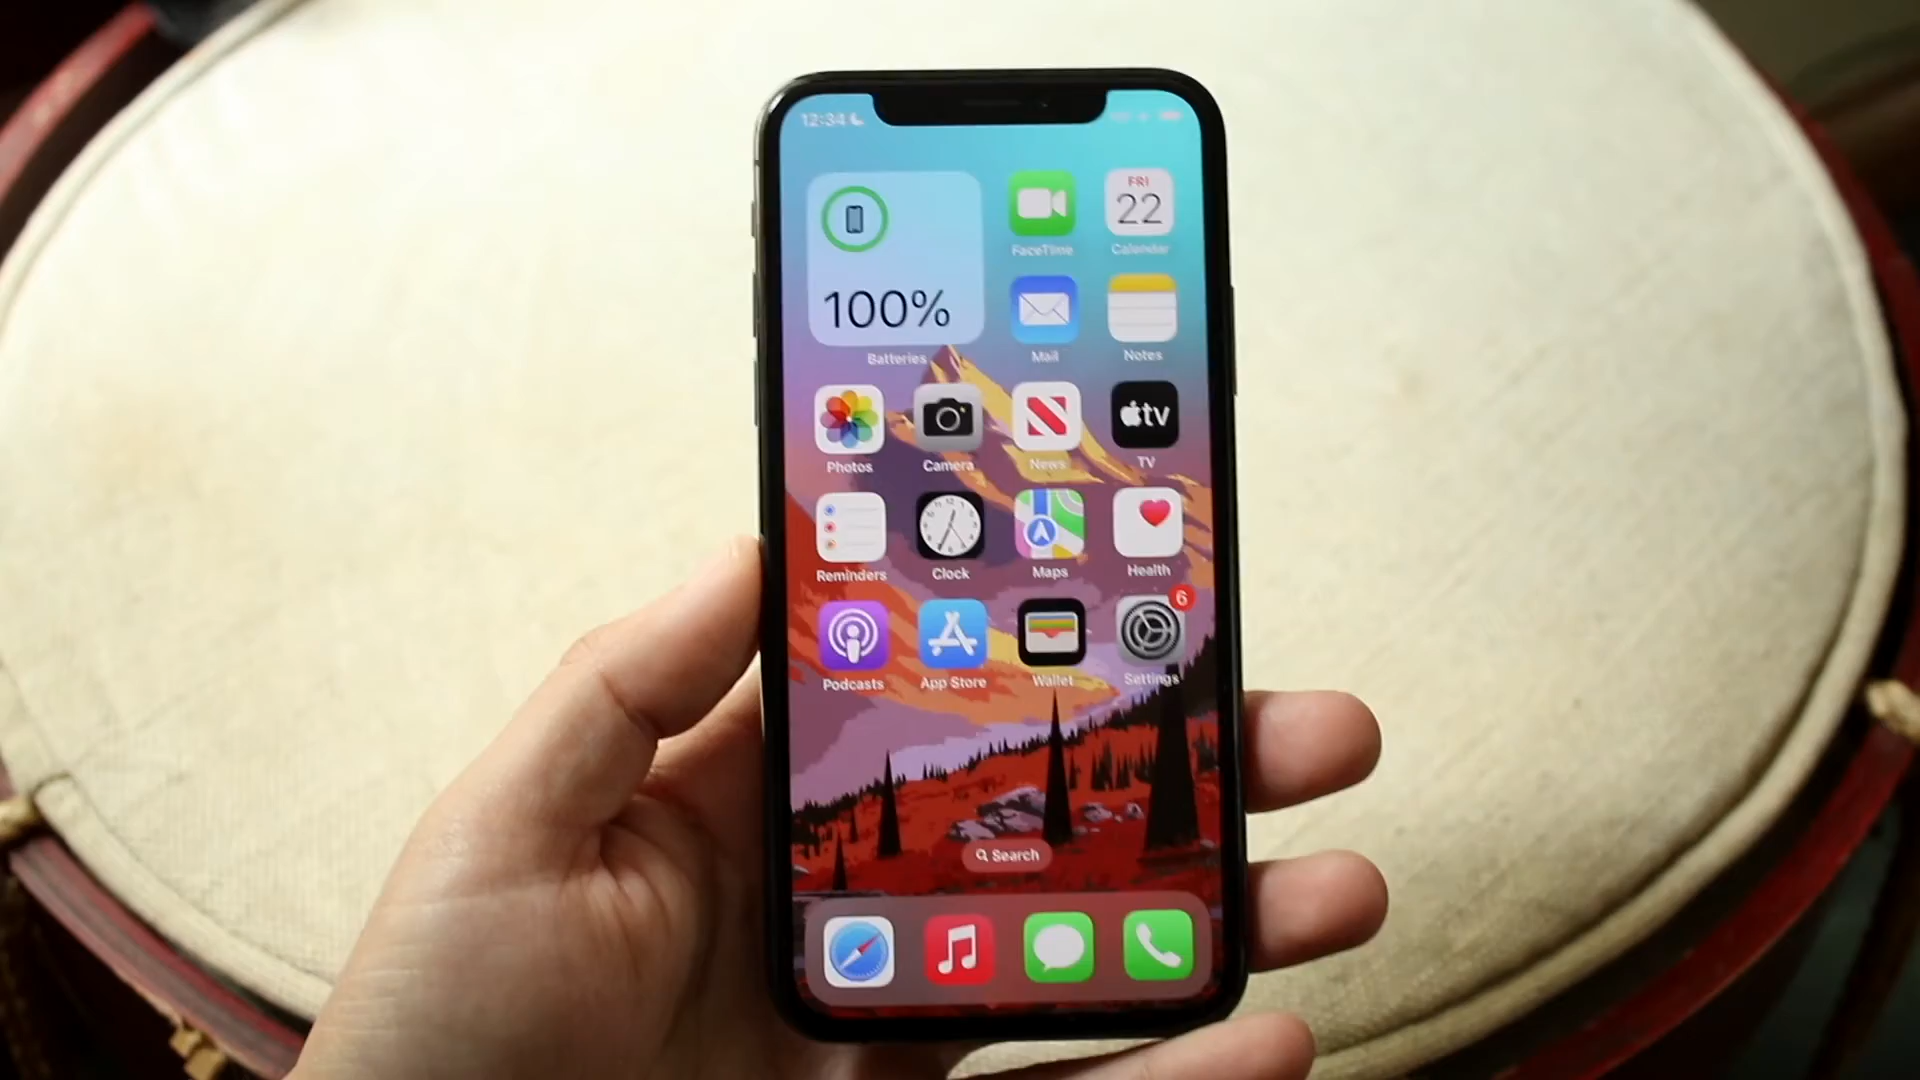 12:34
FRI
22
FaceTime
Calendar
100%
Batteries
Mail
Notes
tv
Photos
Camera
News
TV
Reminders
Clock
Maps
Health
6
Podcasts
App Store
Wallet
Settings
Search